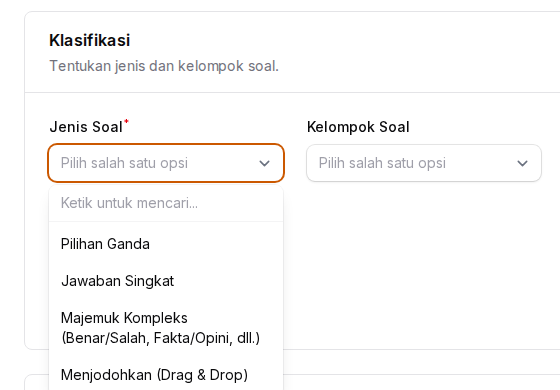 Klasifikasi
Tentukan jenis dan kelompok soal.
Jenis Soal*
Kelompok Soal
Pilih salah satu opsi
Pilih salah satu opsi
Ketik untuk mencari...
Pilihan Ganda
Jawaban Singkat
Majemuk Kompleks
(Benar/Salah, Fakta/Opini, dll.)
Menjodohkan (Drag & Drop)